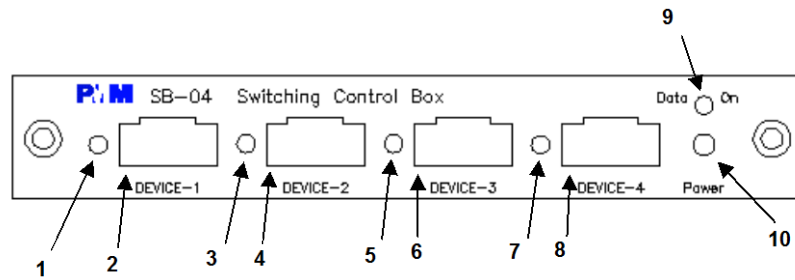 9
PVM SB-04 Switching Control Box
Data On
DEVICE-1 DEVICE-2 DEVICE-3 DEVICE-4 Power
1 2 3 4 5 6 7 8 10